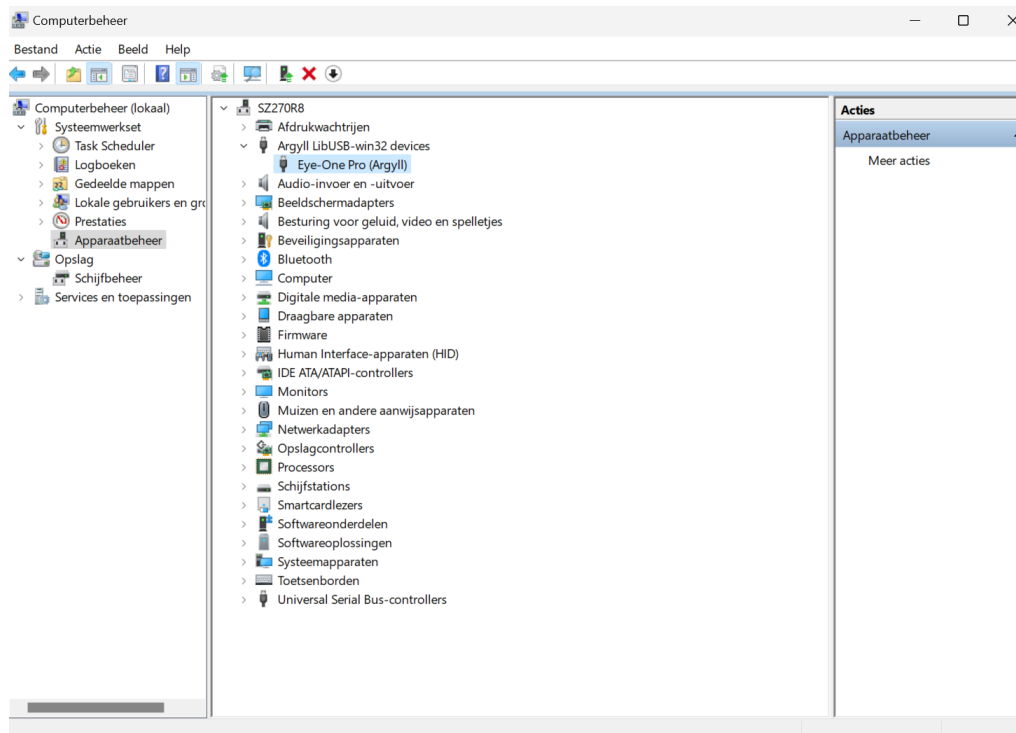 Computerbeheer
Bestand Actie Beeld Help
Computerbeheer (lokaal)
Systeemwerkset
Task Scheduler
Logboeken
Gedeelde mappen
Lokale gebruikers en gro
Prestaties
Apparaatbeheer
Opslag
Schijfbeheer
Services en toepassingen
SZ270R8
Afdrukwachtrijen
Argyll LibUSB-win32 devices
Eye-One Pro (Argyll)
Audio-invoer en -uitvoer
Beeldschermadapters
Besturing voor geluid, video en spelletjes
Beveiligingsapparaten
Bluetooth
Computer
Digitale media-apparaten
Draagbare apparaten
Firmware
Human Interface-apparaten (HID)
IDE ATA/ATAPI-controllers
Monitors
Muizen en andere aanwijsapparaten
Netwerkadapters
Opslagcontrollers
Processors
Schijfstations
Smartcardlezers
Softwareonderdelen
Softwareoplossingen
Systeemapparaten
Toetsenborden
Universal Serial Bus-controllers
Acties
Apparaatbeheer
Meer acties